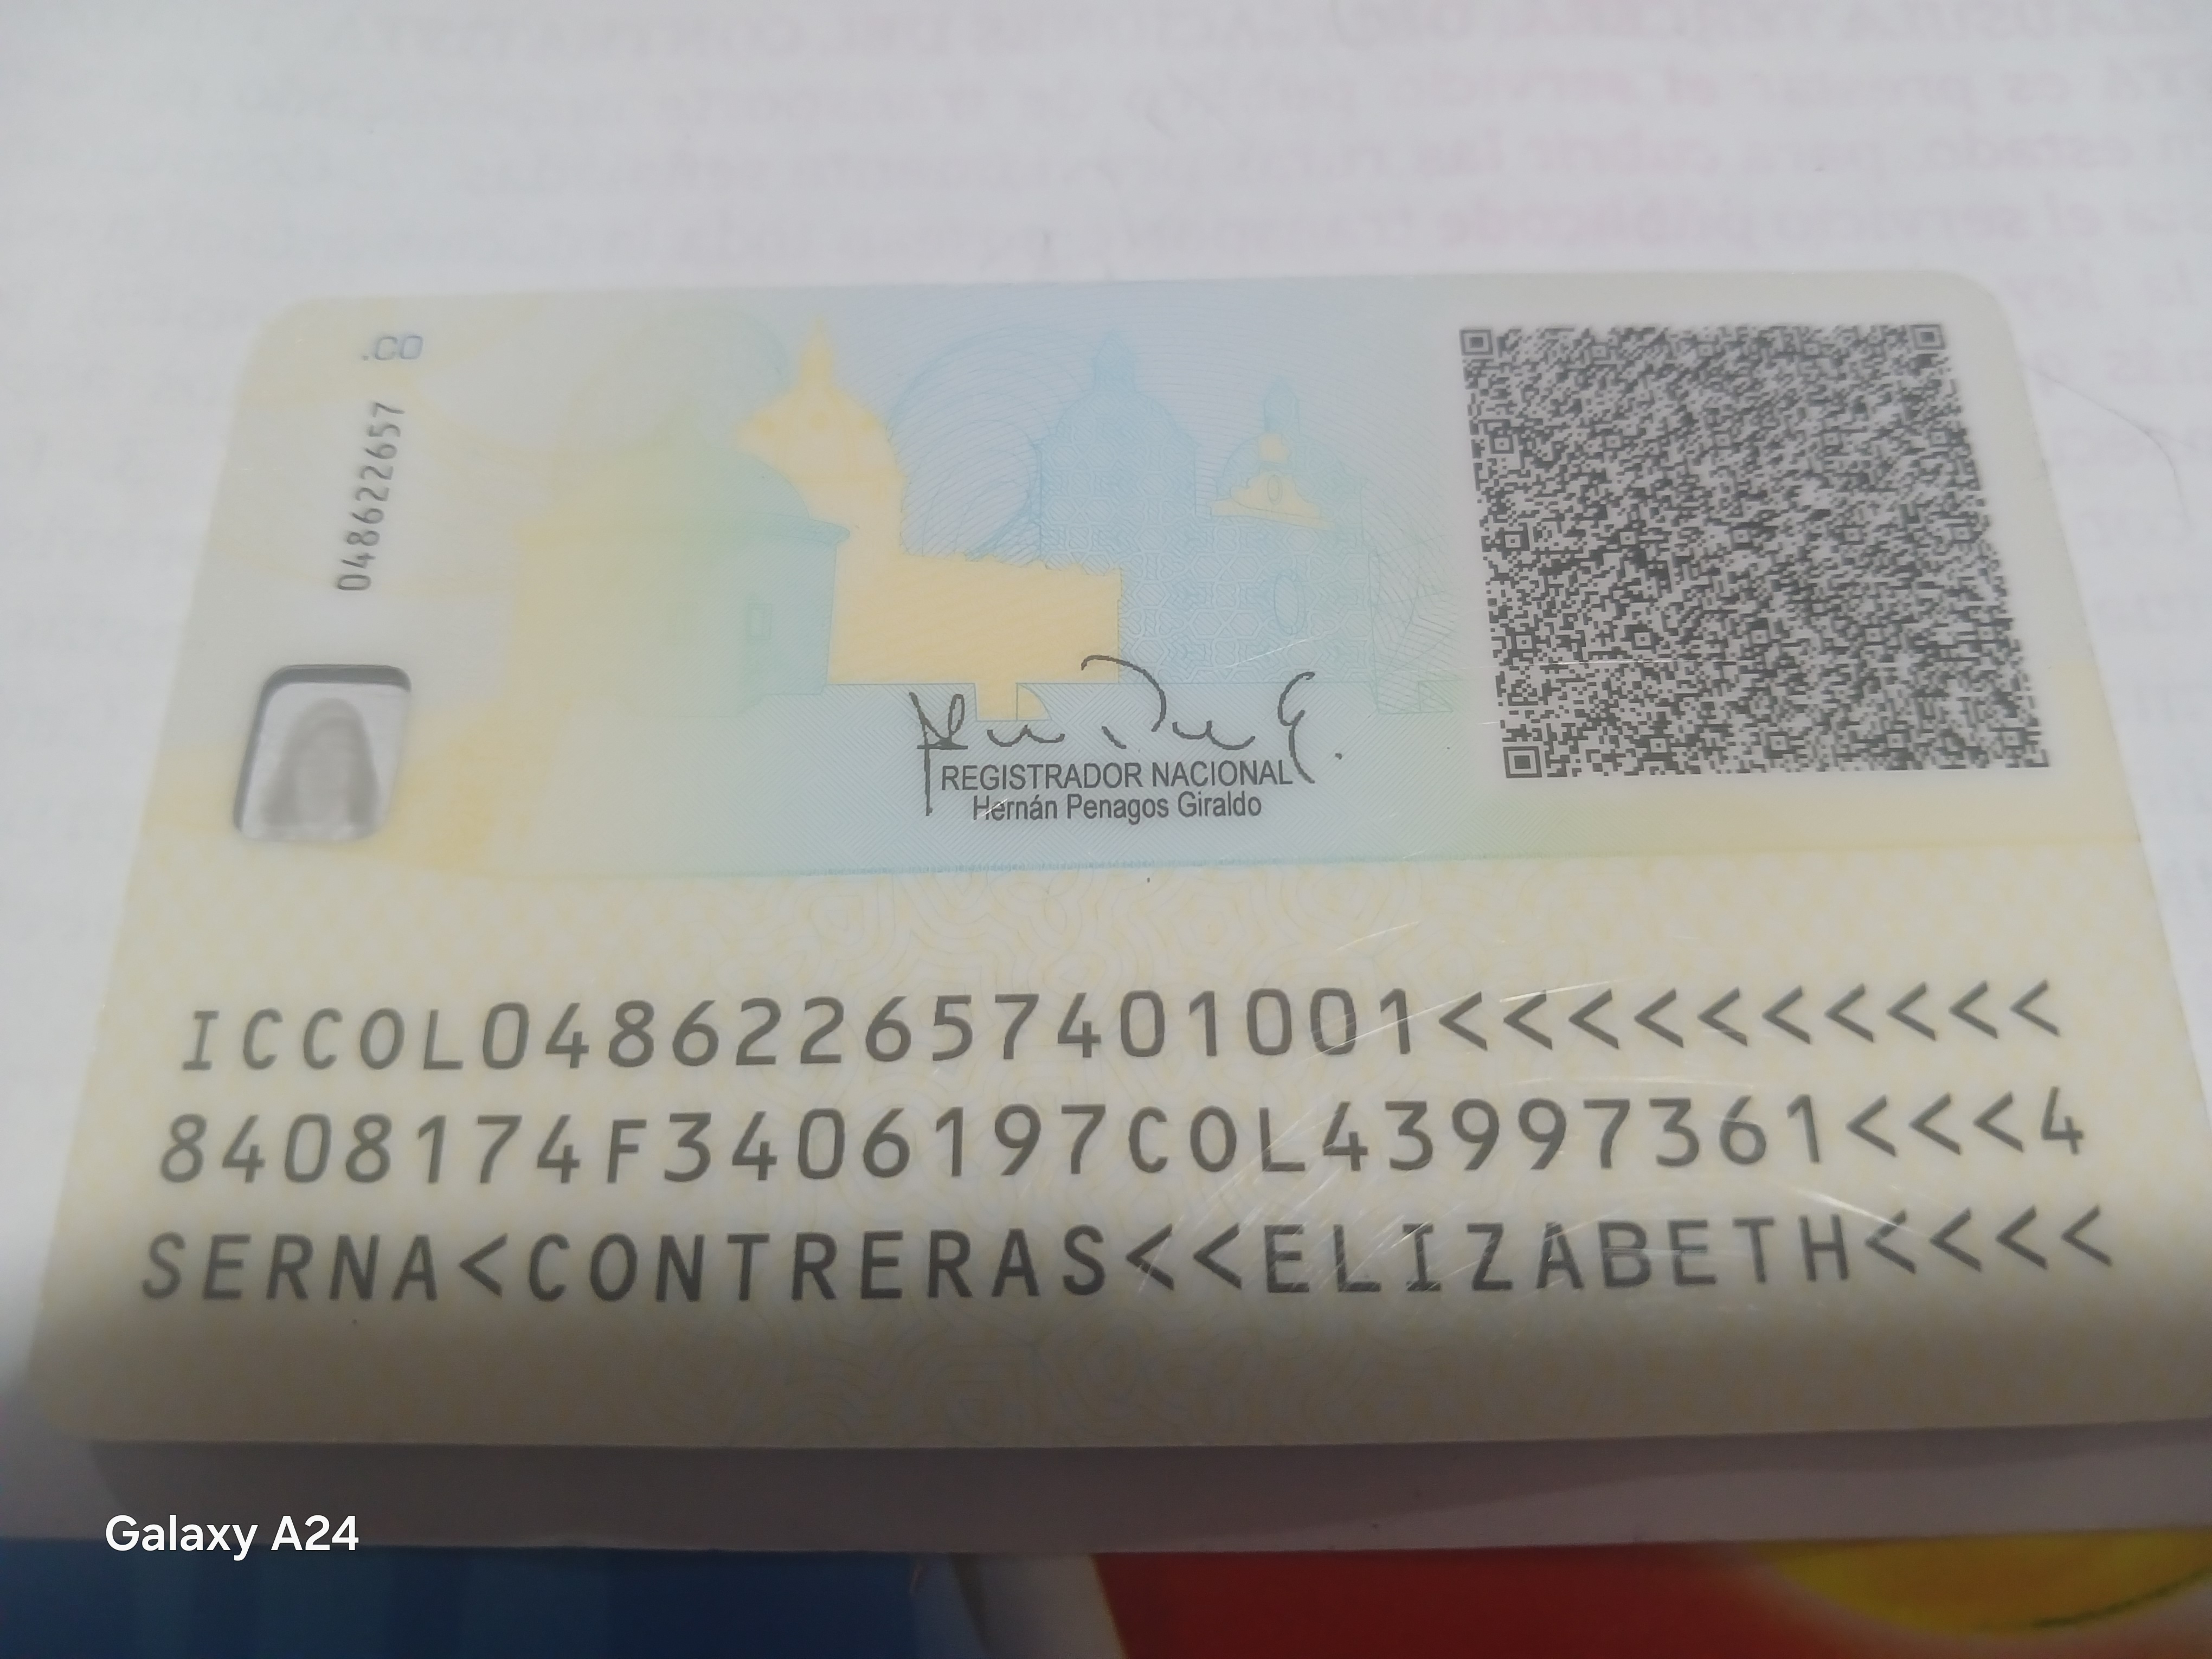 .CO
048622657
REGISTRADOR NACIONAL
Hernán Penagos Giraldo
ICCOL048622657401001<<<<<<<<<<
8408174F3406197COL43997361<<<4
SERNA<CONTRERAS<<ELIZABETH<<<<
Galaxy A24